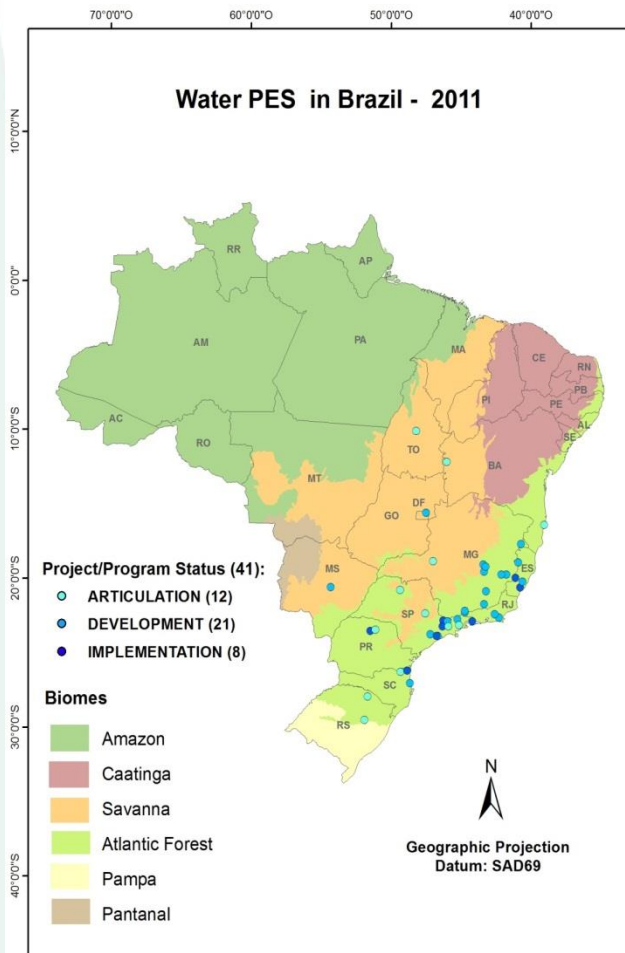 70°0'0"O 60°0'0"O 50°0'0"O 40°0'0"O
Water PES in Brazil - 2011
10°0'0"N
0°0'0"
10°0'0"S
20°0'0"S
30°0'0"S
40°0'0"S
RR
AP
AM
PA
MA
CE
RN
PB
PI
PE
AC
AL
SE
RO
TO
BA
MT
DF
GO
MG
ES
MS
SP
RJ
PR
SC
RS
Project/Program Status (41):
ARTICULATION (12)
DEVELOPMENT (21)
IMPLEMENTATION (8)
Biomes
Amazon
Caatinga
Savanna
Atlantic Forest
Pampa
Pantanal
N
Geographic Projection
Datum: SAD69